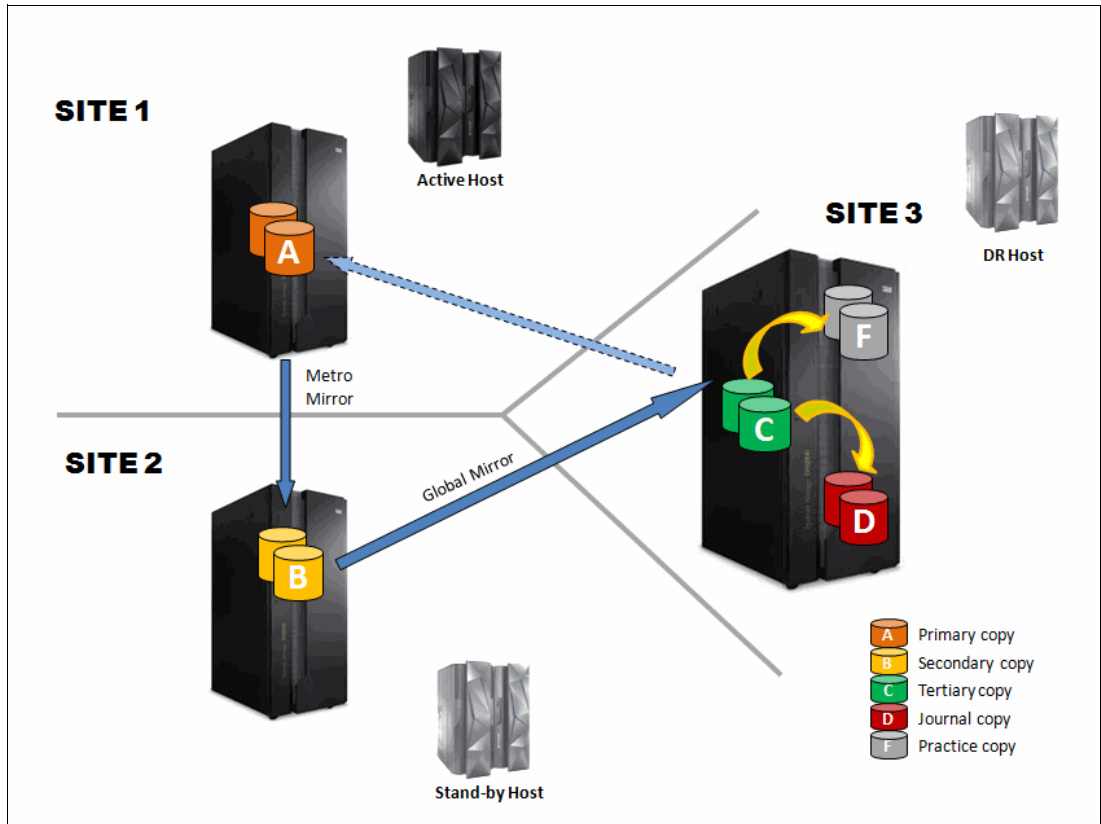 SITE 1
Active Host
SITE 3
DR Host
A
F
Metro
Mirror
C
SITE 2
Global Mirror
D
B
A Primary copy
B Secondary copy
C Tertiary copy
D Journal copy
F Practice copy
Stand-by Host